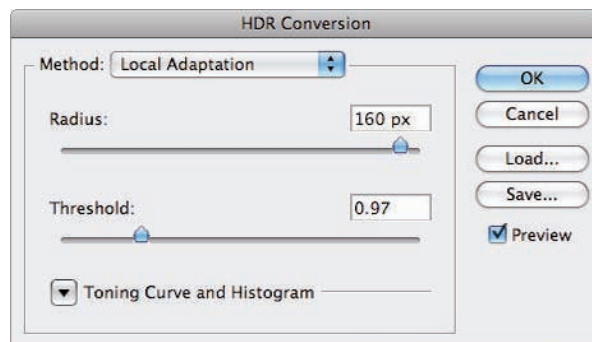 HDR Conversion
Method: Local Adaptation
Radius: 160 px
Threshold: 0.97
Toning Curve and Histogram
OK
Cancel
Load...
Save...
Preview